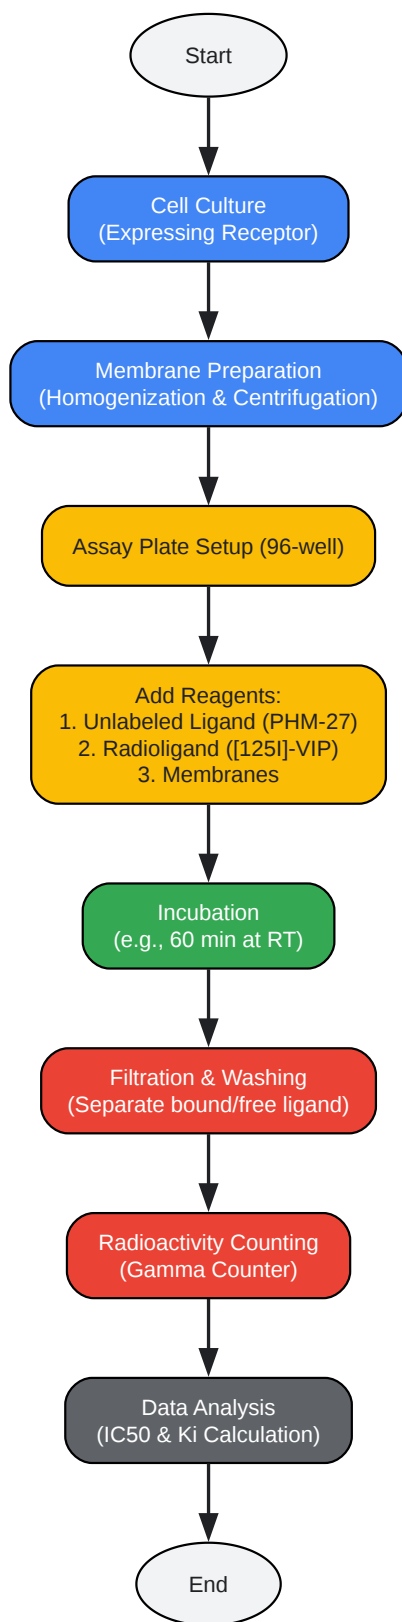 Start
Cell Culture
(Expressing Receptor)
Membrane Preparation
(Homogenization & Centrifugation)
Assay Plate Setup (96-well)
Add Reagents:
1. Unlabeled Ligand (PHM-27)
2. Radioligand ([125I]-VIP)
3. Membranes
Incubation
(e.g., 60 min at RT)
Filtration & Washing
(Separate bound/free ligand)
Radioactivity Counting
(Gamma Counter)
Data Analysis
(IC50 & Ki Calculation)
End